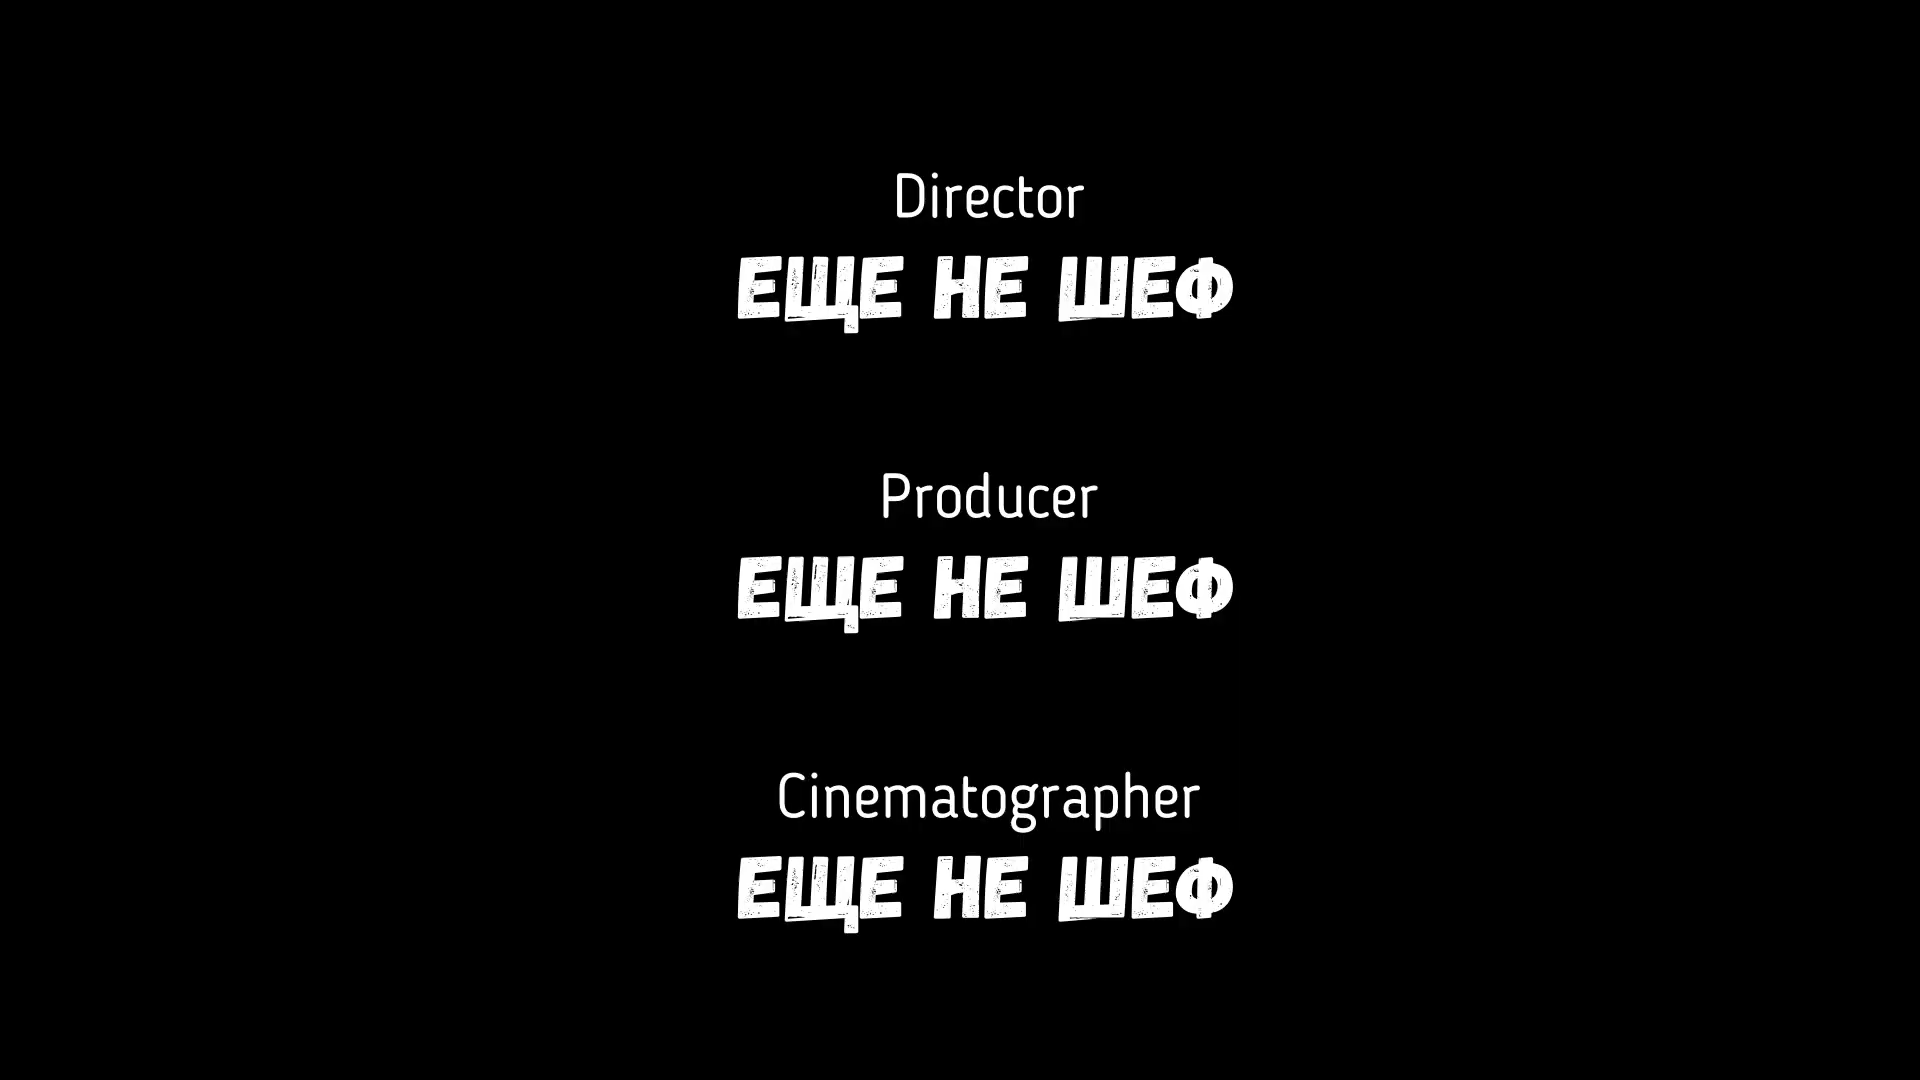 Director
ЕЩЕ НЕ ШЕФ
Producer
ЕЩЕ НЕ ШЕФ
Cinematographer
ЕЩЕ НЕ ШЕФ